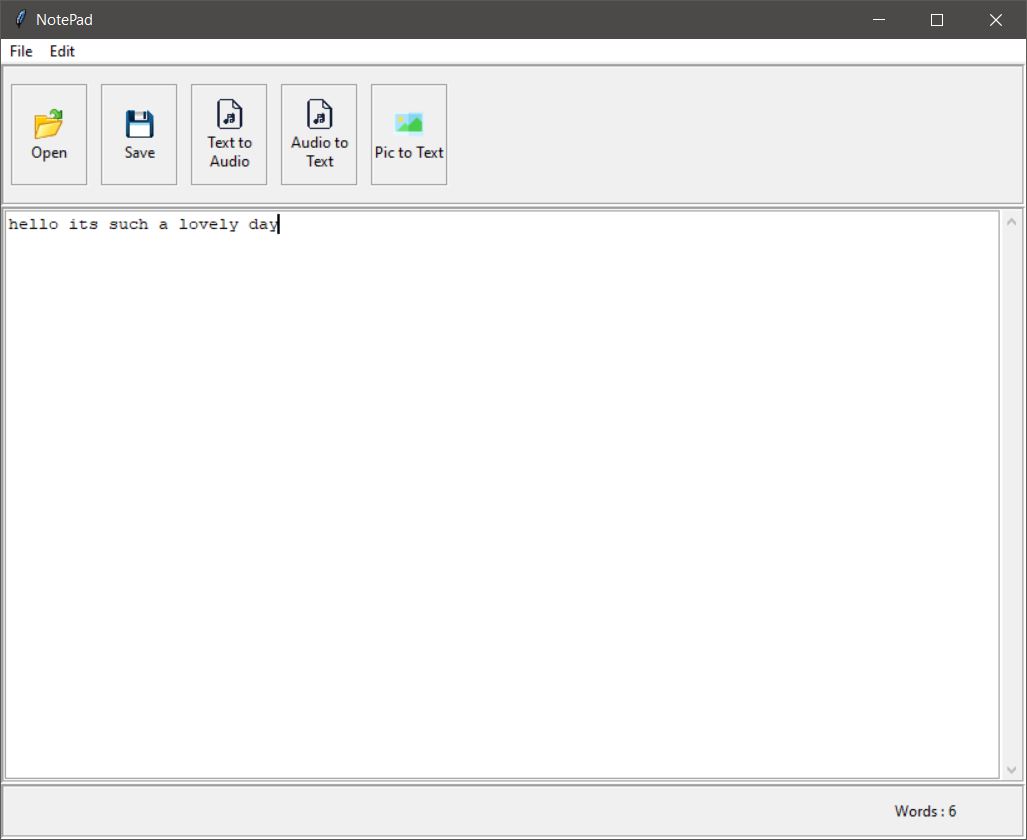 NotePad
File Edit
Open Save Text to Audio Audio to Text Pic to Text
hello its such a lovely day
Words : 6